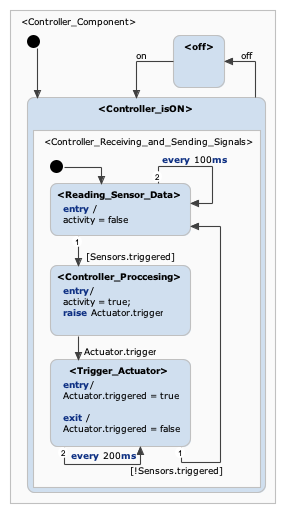 <Controller_Component>
<off>
on
off
<Controller_isON>
<Controller_Receiving_and_Sending_Signals>
every 100ms
2
<Reading_Sensor_Data>
entry /
activity = false
1
[Sensors.triggered]
<Controller_Proccesing>
entry/
activity = true;
raise Actuator.trigger
Actuator.trigger
<Trigger_Actuator>
entry/
Actuator.triggered = true
exit /
Actuator.triggered = false
2 every 200ms
1
[!Sensors.triggered]